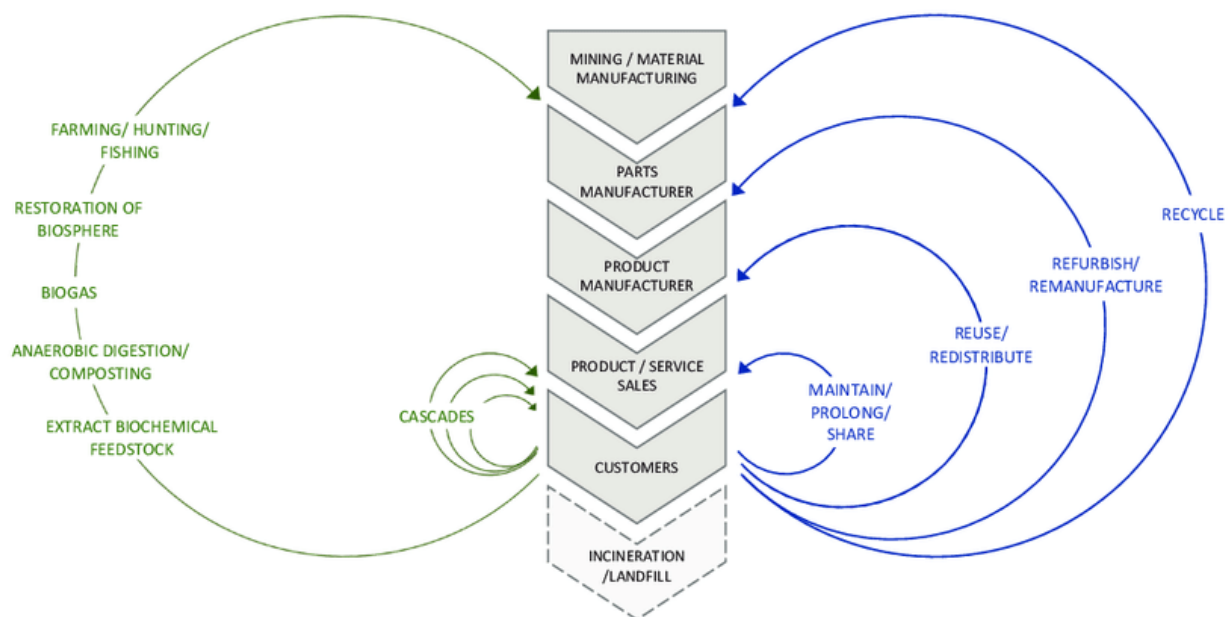 MINING / MATERIAL
MANUFACTURING
PARTS
MANUFACTURER
PRODUCT
MANUFACTURER
PRODUCT / SERVICE
SALES
CUSTOMERS
INCINERATION
/LANDFILL
FARMING/ HUNTING/
FISHING
RESTORATION OF
BIOSPHERE
BIOGAS
ANAEROBIC DIGESTION/
COMPOSTING
EXTRACT BIOCHEMICAL
FEEDSTOCK
CASCADES
MAINTAIN/
PROLONG/
SHARE
REUSE/
REDISTRIBUTE
REFURBISH/
REMANUFACTURE
RECYCLE